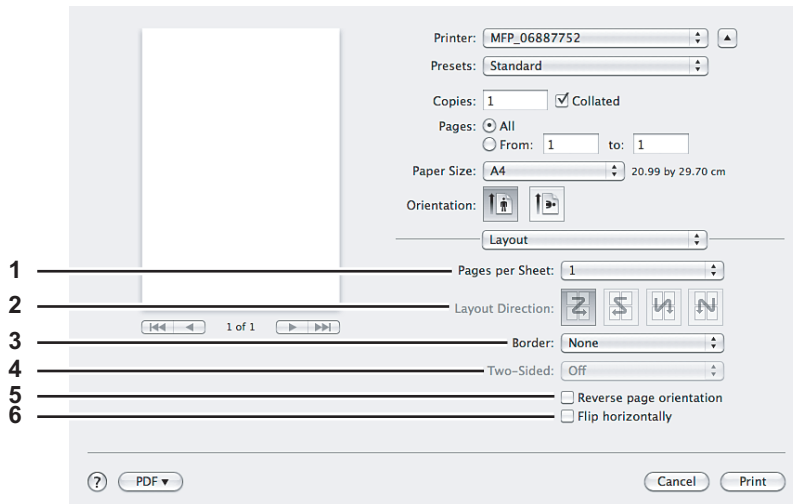 Printer: MFP_06887752
Presets: Standard
Copies: 1 Collated
Pages: All
From: 1 to: 1
Paper Size: A4 20.99 by 29.70 cm
Orientation:
Layout
1 Pages per Sheet: 1
2 Layout Direction:
1 of 1
3 Border: None
4 Two-Sided: Off
5 Reverse page orientation
6 Flip horizontally
? PDF Cancel Print